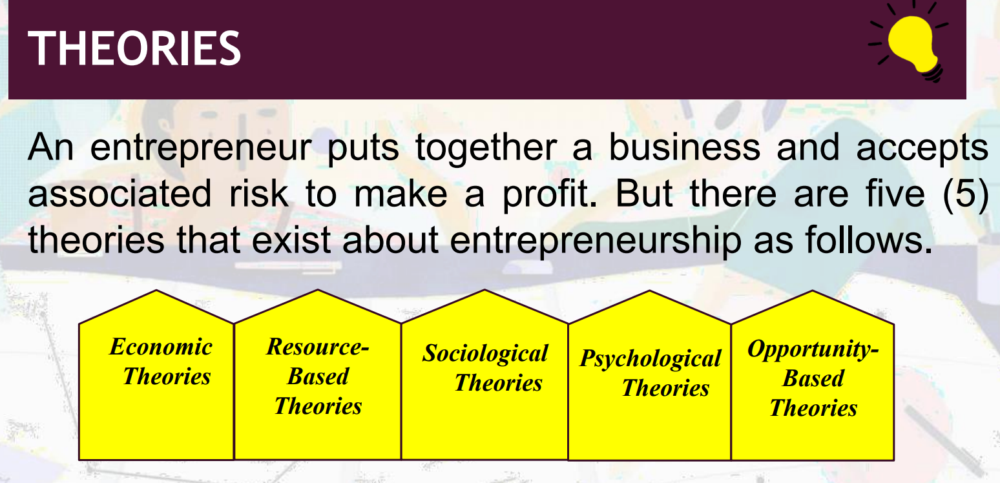 THEORIES
An entrepreneur puts together a business and accepts
associated risk to make a profit. But there are five (5)
theories that exist about entrepreneurship as follows.
Economic
Theories
Resource-
Based
Theories
Sociological
Theories
Psychological
Theories
Opportunity-
Based
Theories